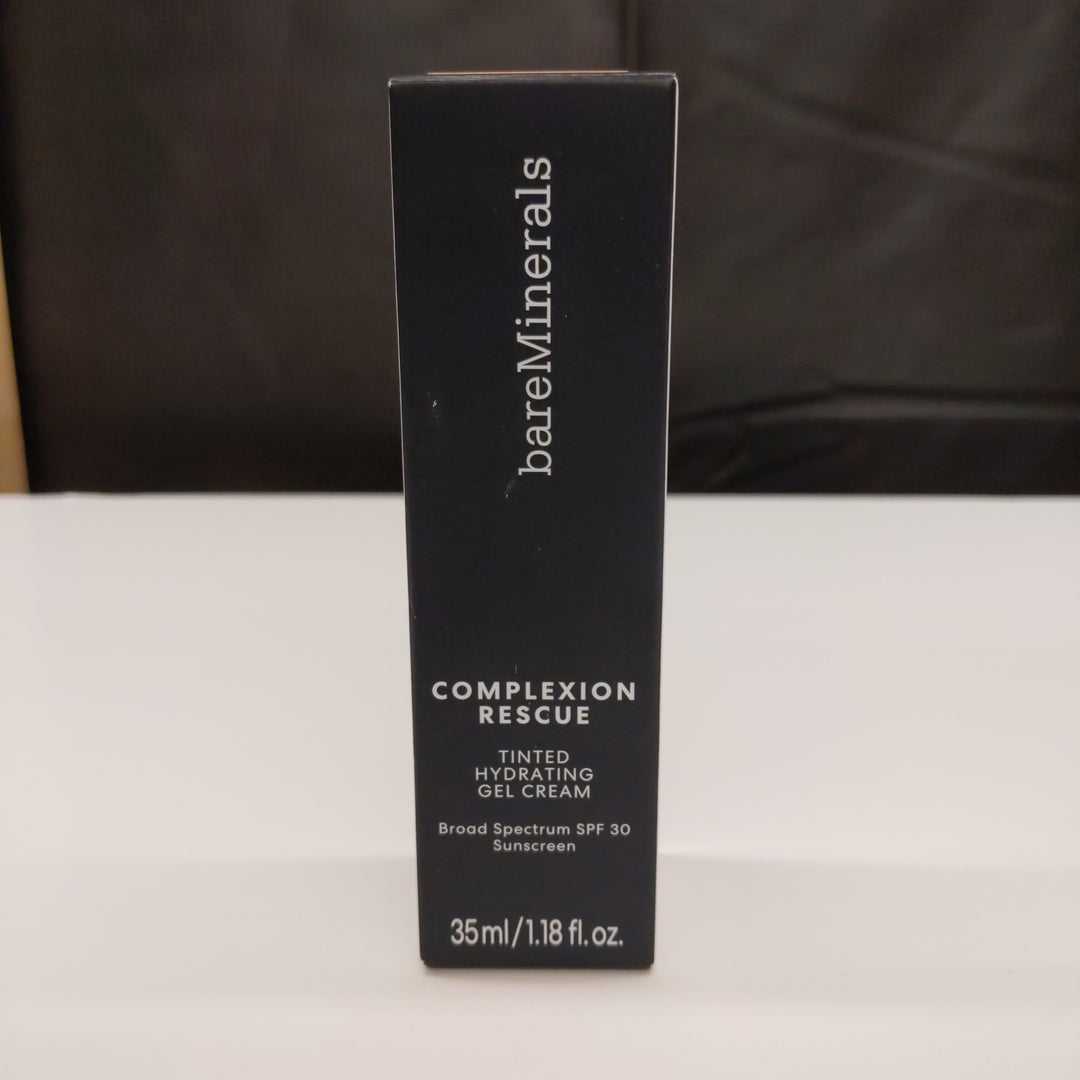 bareMinerals
COMPLEXION
RESCUE
TINTED
HYDRATING
GEL CREAM
Broad Spectrum SPF 30
Sunscreen
35ml/1.18 fl. oz.